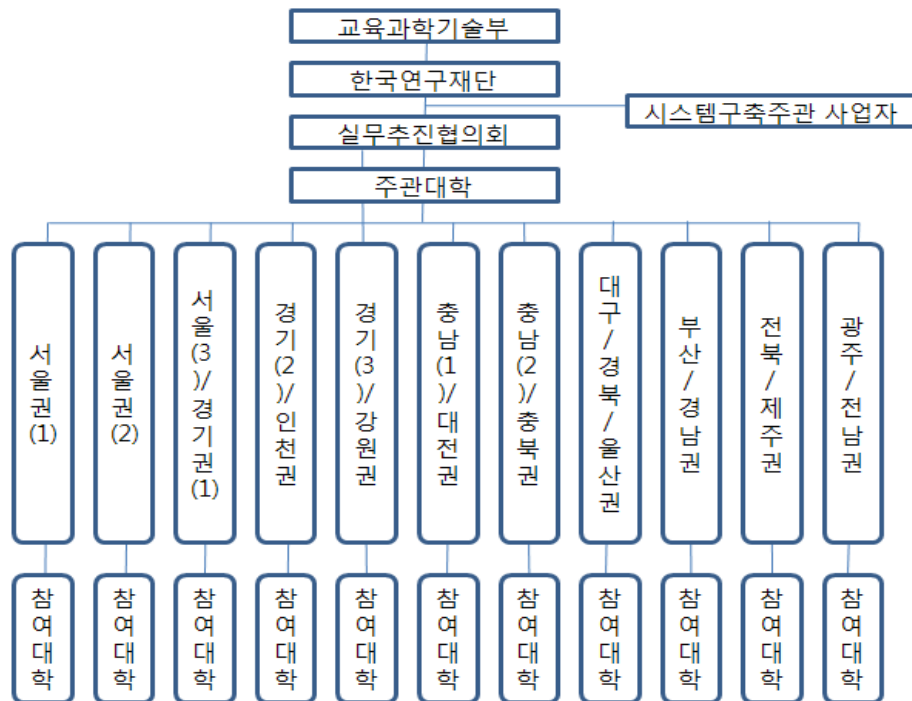 교육과학기술부
한국연구재단
시스템구축주관 사업자
실무추진협의회
주관대학
서울권(1)
서울권(2)
서울(3)/경기권(1)
경기(2)/인천권
경기(3)/강원권
충남(1)/대전권
충남(2)/충북권
대구/경북/울산권
부산/경남권
전북/제주권
광주/전남권
참여대학
참여대학
참여대학
참여대학
참여대학
참여대학
참여대학
참여대학
참여대학
참여대학
참여대학